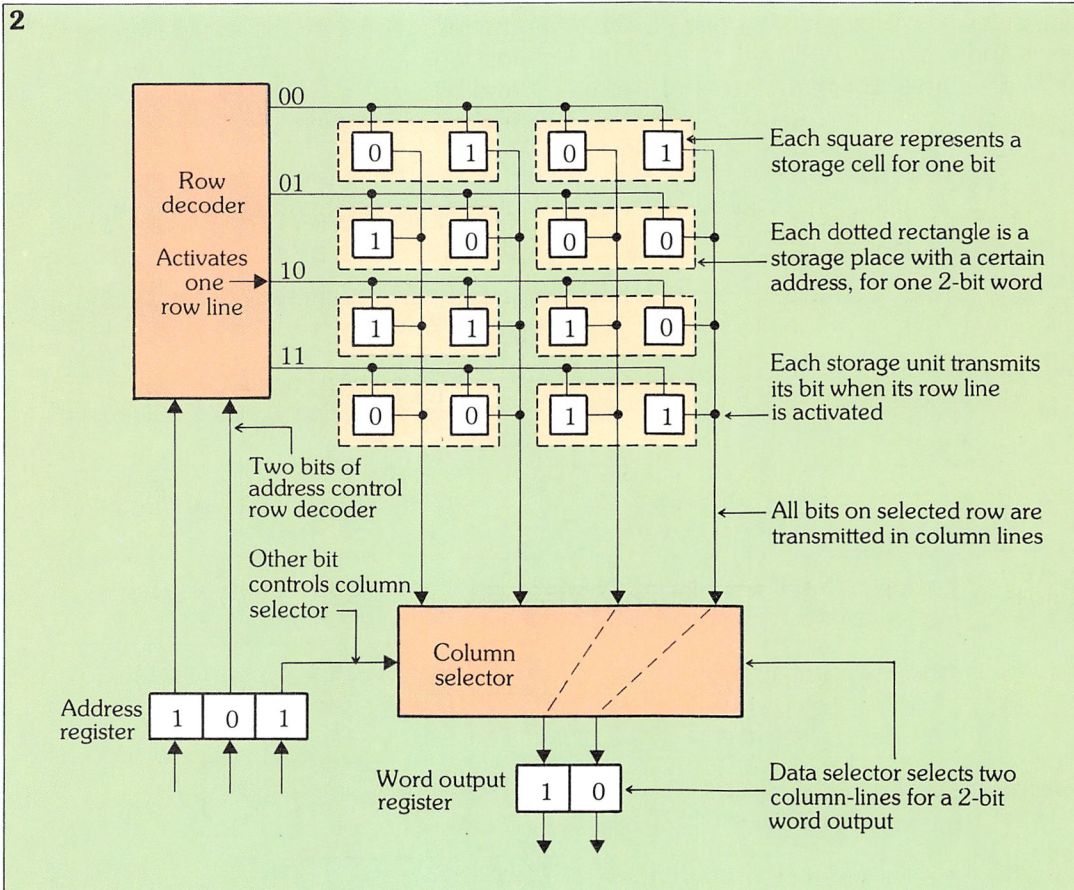 2
00
0 1 0 1
Each square represents a
storage cell for one bit
Row
decoder
01
1 0 0 0
Each dotted rectangle is a
storage place with a certain
address, for one 2-bit word
Activates
one
row line
10
1 1 1 0
11
0 0 1 1
Each storage unit transmits
its bit when its row line
is activated
Two bits of
address control
row decoder
All bits on selected row are
transmitted in column lines
Other bit
controls column
selector
Column
selector
Address
register
1 0 1
Word output
register
1 0
Data selector selects two
column-lines for a 2-bit
word output